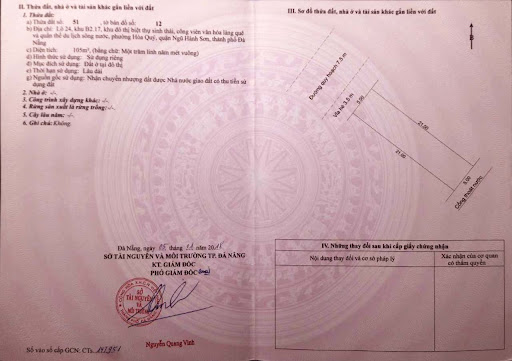 II. Thửa đất, nhà ở và tài sản khác gắn liền với đất
1. Thửa đất:
a) Thửa đất số: 51 , tờ bản đồ số: 12
b) Địa chỉ: Lô 24, khu B2.17, khu đô thị biệt thự sinh thái, công viên văn hóa làng quê
và quần thể du lịch sông nước, phường Hòa Quý, quận Ngũ Hành Sơn, thành phố Đà
Nẵng
c) Diện tích: 105m², (bằng chữ: Một trăm linh năm mét vuông)
d) Hình thức sử dụng: Sử dụng riêng
đ) Mục đích sử dụng: Đất ở tại đô thị
e) Thời hạn sử dụng: Lâu dài
g) Nguồn gốc sử dụng: Nhận chuyển nhượng đất được Nhà nước giao đất có thu tiền sử
dụng đất
2. Nhà ở: -/-
3. Công trình xây dựng khác: -/-
4. Rừng sản xuất là rừng trồng: -/-
5. Cây lâu năm: -/-
6. Ghi chú: Không.
Đà Nẵng, ngày tháng năm
SỞ TÀI NGUYÊN VÀ MÔI TRƯỜNG TP. ĐÀ NẴNG
KT. GIÁM ĐỐC
PHÓ GIÁM ĐỐC
SỞ
TÀI NGUYÊN
VÀ
MÔI TRƯỜNG
Nguyễn Quang Vinh
Số vào sổ cấp GCN: CTs
III. Sơ đồ thửa đất, nhà ở và tài sản khác gắn liền với đất
B
Đường quy hoạch 7.5 m
Vỉa hè 3.5 m
5.00
21.00
21.00
5.00
Cống thoát nước
IV. Những thay đổi sau khi cấp giấy chứng nhận
Nội dung thay đổi và cơ sở pháp lý
Xác nhận của cơ quan
có thẩm quyền